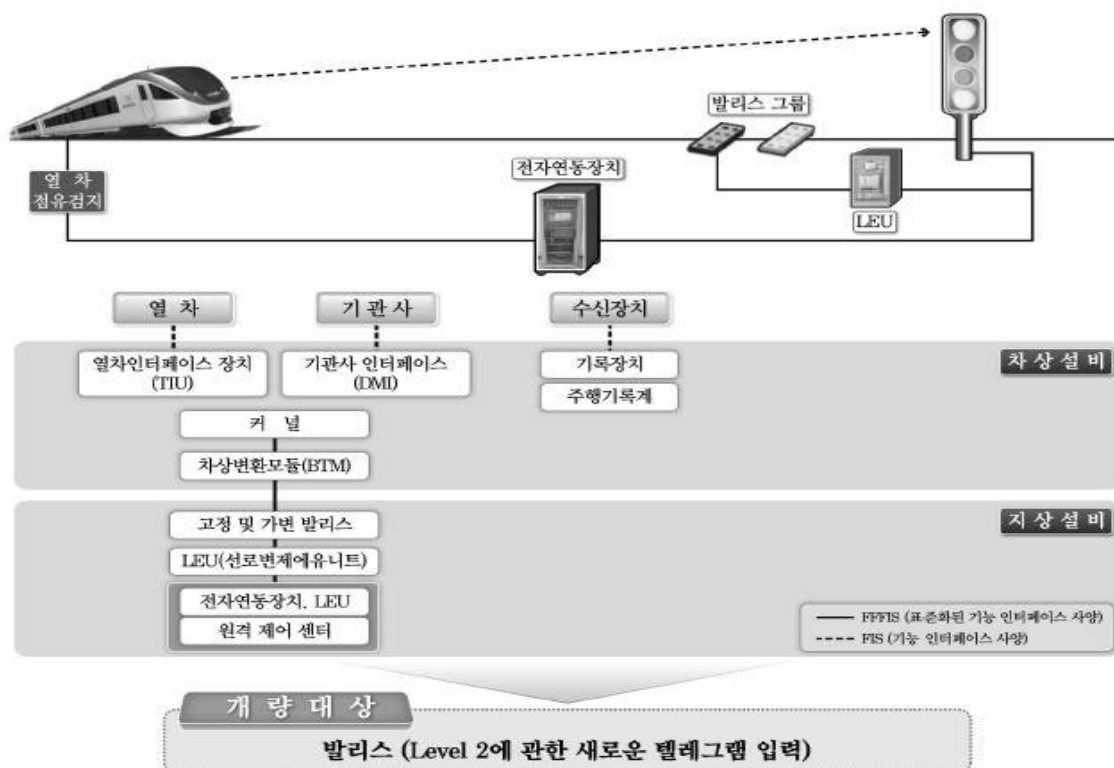 발리스 그룹
열 차
점유검지
전자연동장치
LEU
열 차
기 관 사
수신장치
차 상 설 비
열차인터페이스 장치
(TIU)
기관사 인터페이스
(DMI)
기록장치
주행기록계
커 널
차상변환모듈(BTM)
지 상 설 비
고정 및 가변 발리스
LEU(선로변제에유니트)
전자연동장치, LEU
원격 제어 센터
FFFIS (표준화된 기능 인터페이스 사양)
FIS (기능 인터페이스 사양)
개 량 대 상
발리스 (Level 2에 관한 새로운 텔레그램 입력)